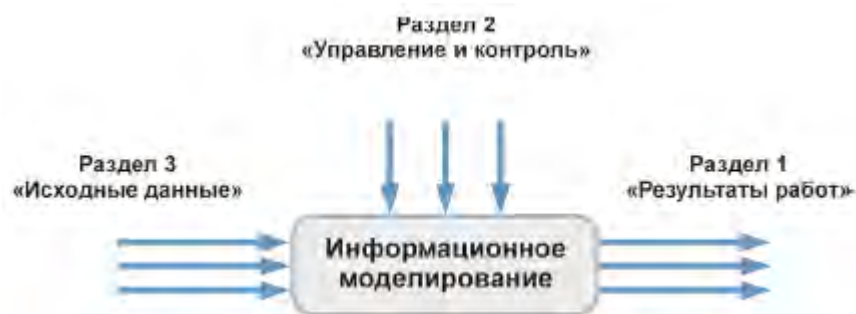 Раздел 2
«Управление и контроль»
Раздел 3
«Исходные данные»
Раздел 1
«Результаты работ»
Информационное
моделирование